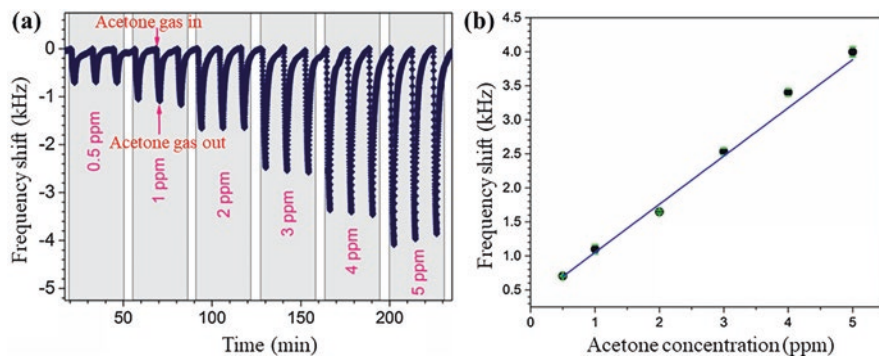 (a)
Acetone gas in
Acetone gas out
0.5 ppm
1 ppm
2 ppm
3 ppm
4 ppm
5 ppm
0
-1
-2
-3
-4
-5
Frequency shift (kHz)
50 100 150 200
Time (min)
(b)
4.5
4.0
3.5
3.0
2.5
2.0
1.5
1.0
0.5
Frequency shift (kHz)
0 1 2 3 4 5
Acetone concentration (ppm)